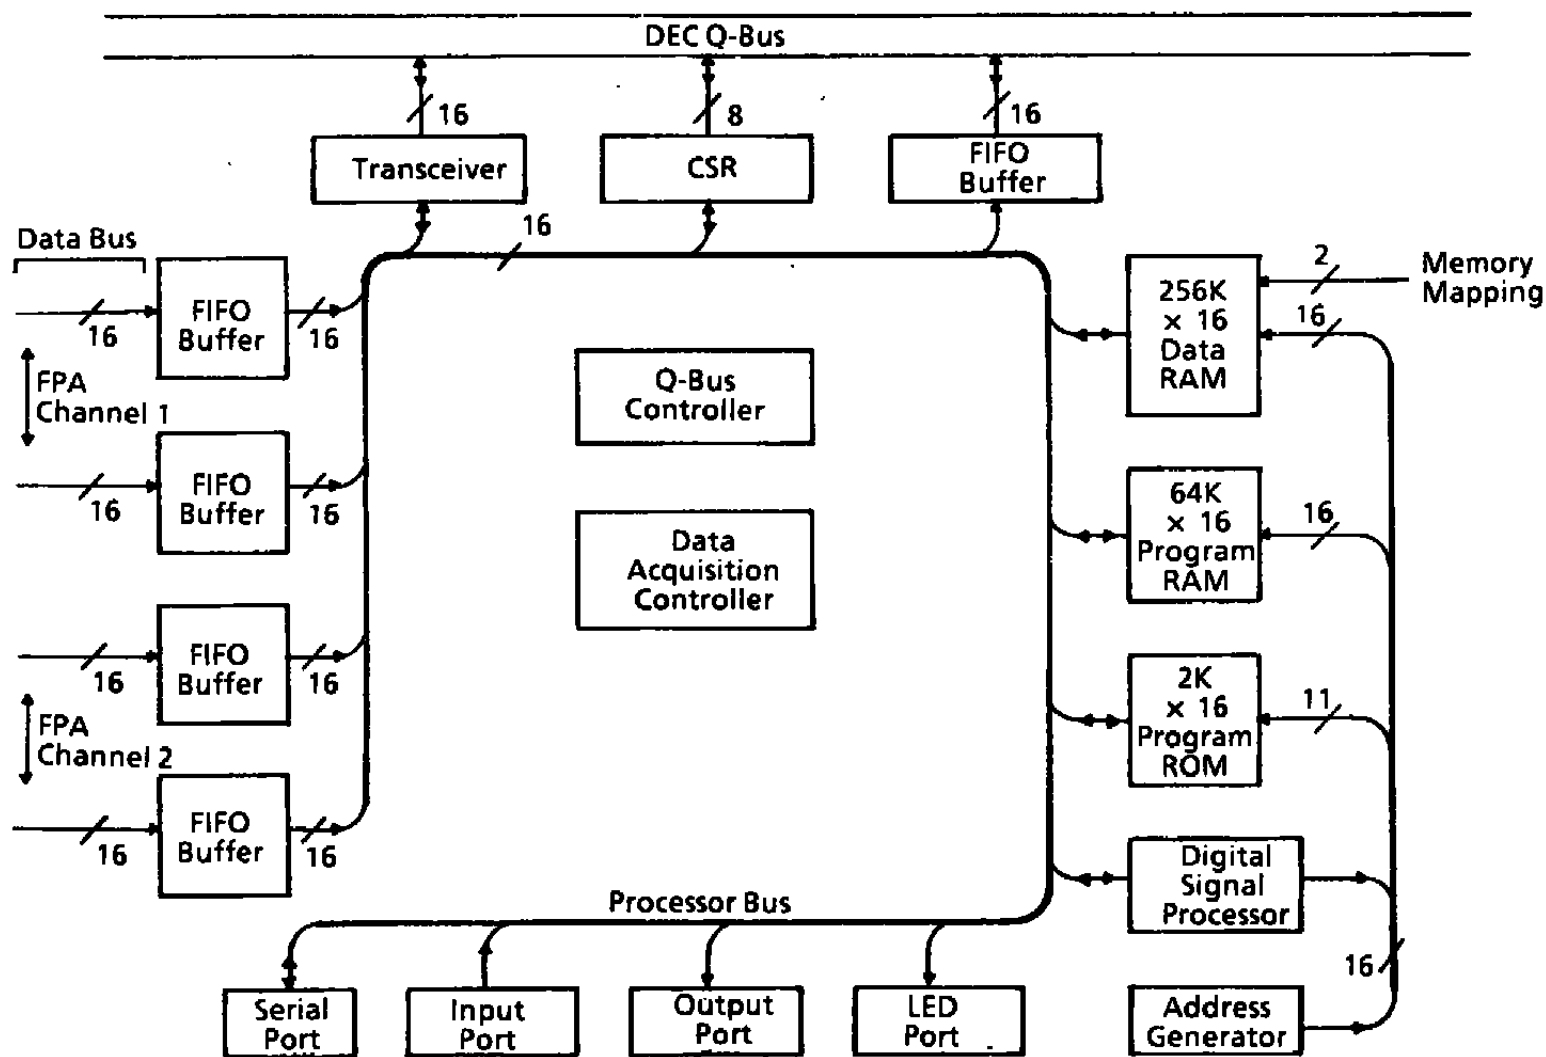 DEC Q-Bus
16
8
16
Transceiver
CSR
FIFO
Buffer
16
Data Bus
16
FIFO
Buffer
16
FPA
Channel 1
16
FIFO
Buffer
16
16
FIFO
Buffer
16
FPA
Channel 2
16
FIFO
Buffer
16
Q-Bus
Controller
Data
Acquisition
Controller
256K
× 16
Data
RAM
2
Memory
Mapping
16
64K
× 16
Program
RAM
16
2K
× 16
Program
ROM
11
Digital
Signal
Processor
16
Processor Bus
Serial
Port
Input
Port
Output
Port
LED
Port
Address
Generator